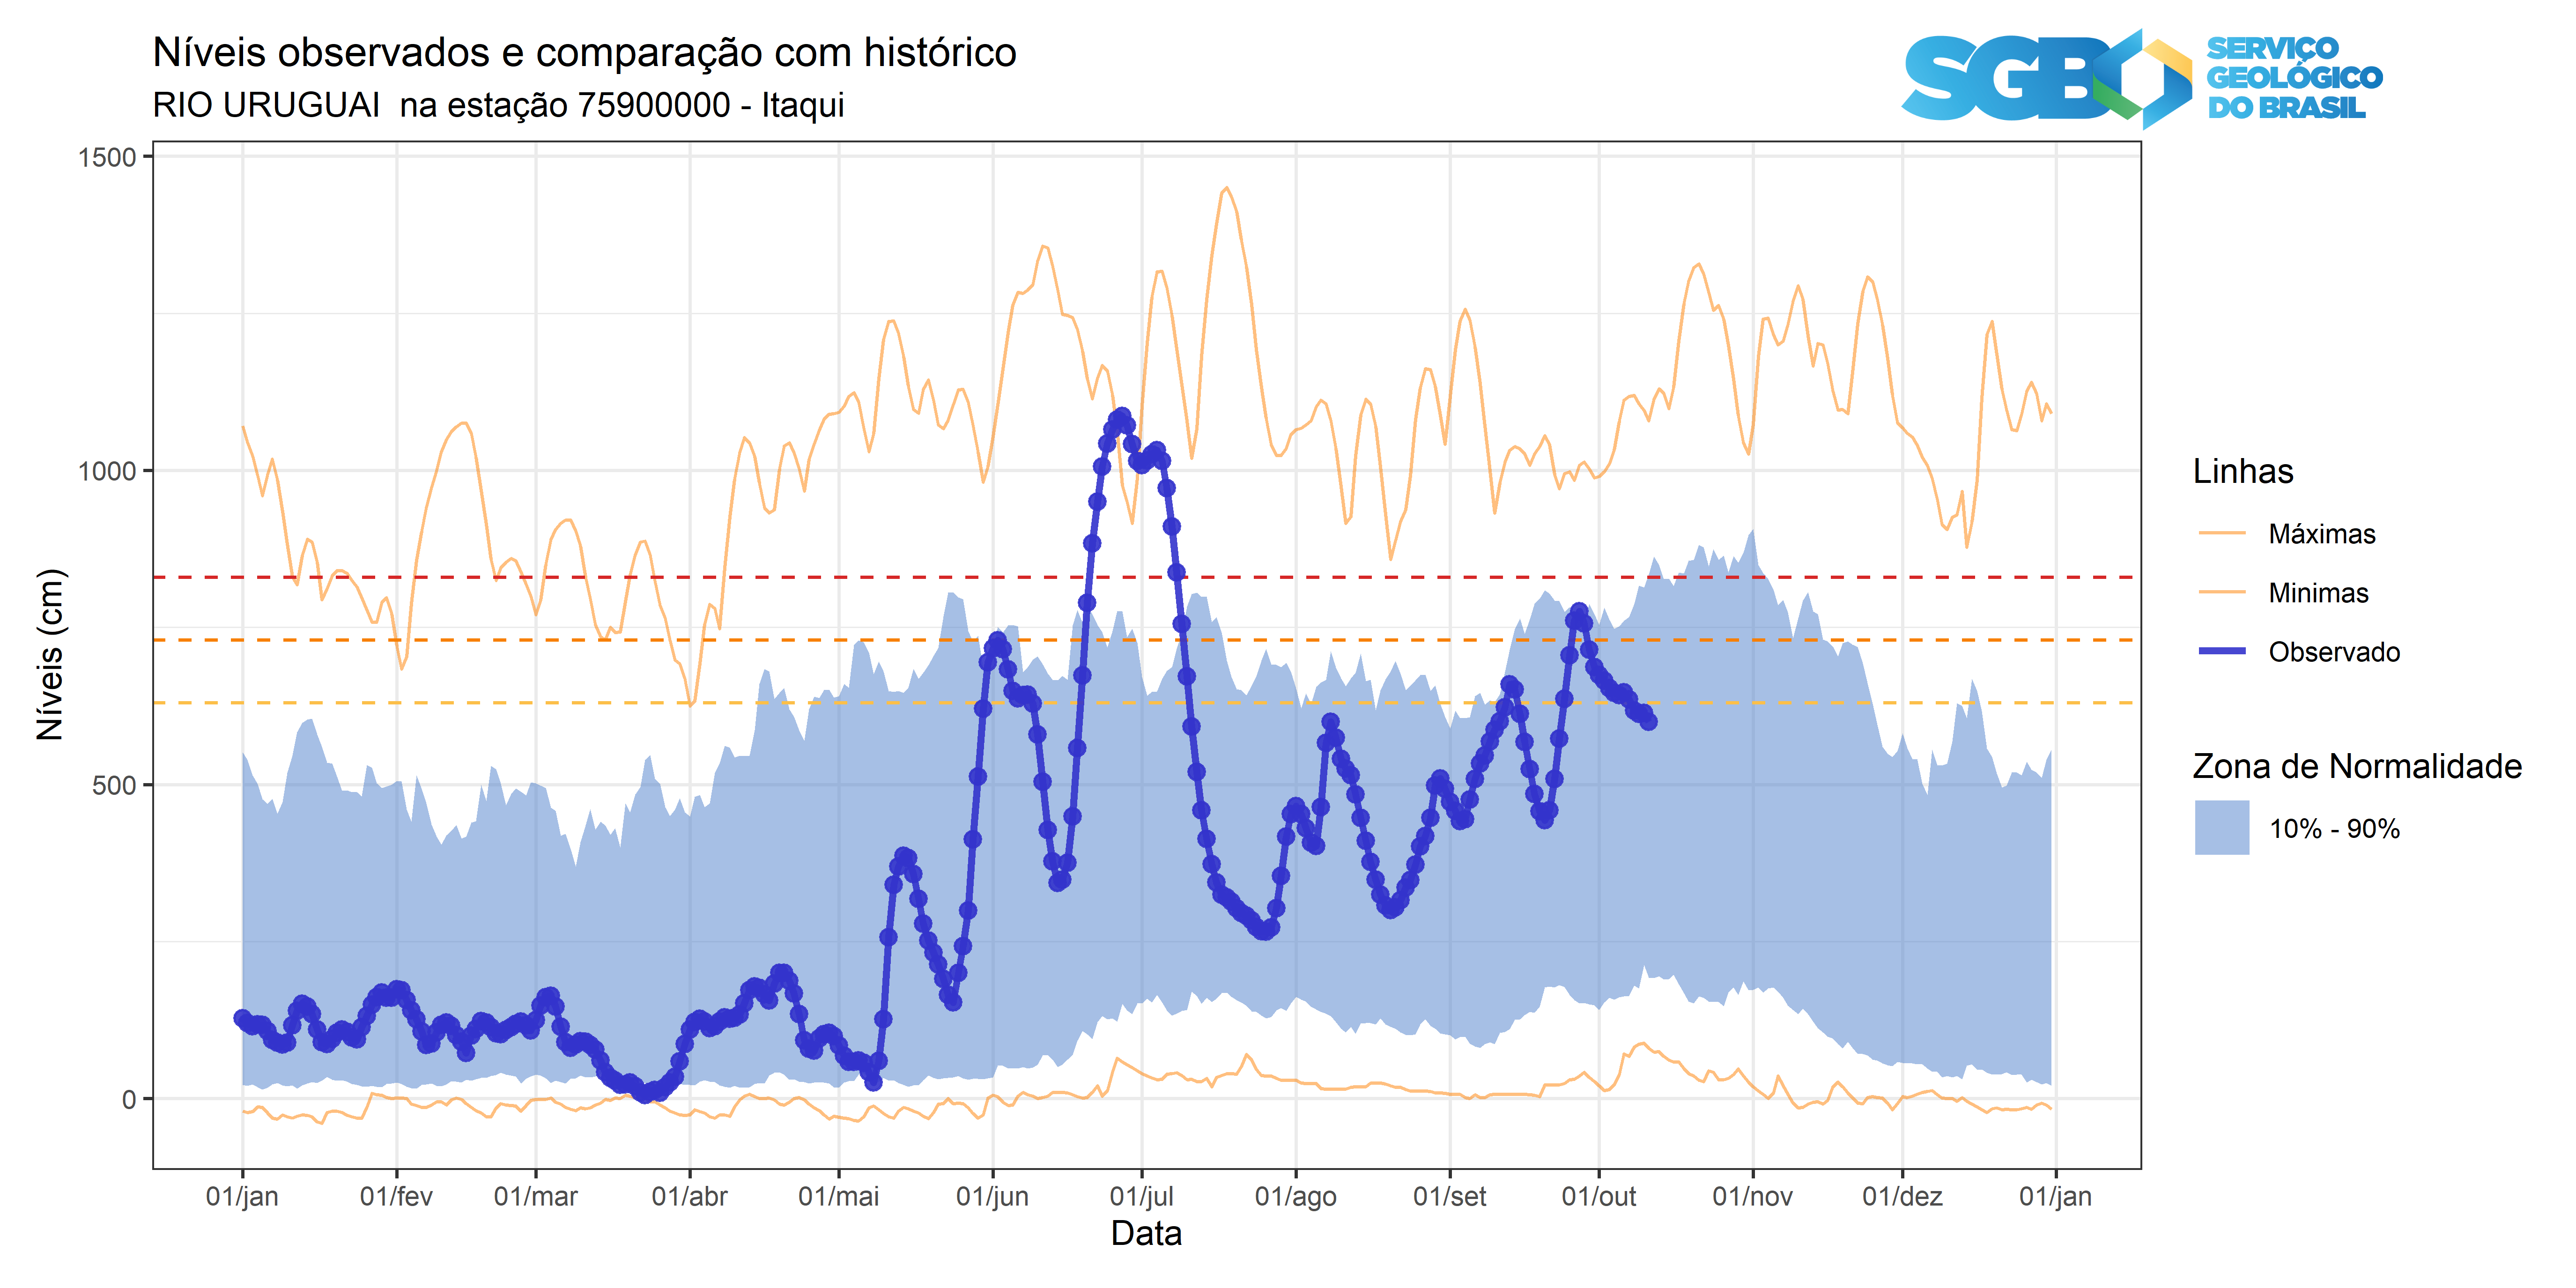 Níveis observados e comparação com histórico
RIO URUGUAI  na estação 75900000 - Itaqui
SGB
SERVIÇO
GEOLÓGICO
DO BRASIL
1500
1000
500
0
Níveis (cm)
01/jan 01/fev 01/mar 01/abr 01/mai 01/jun 01/jul 01/ago 01/set 01/out 01/nov 01/dez 01/jan
Data
Linhas
Máximas
Minimas
Observado
Zona de Normalidade
10% - 90%